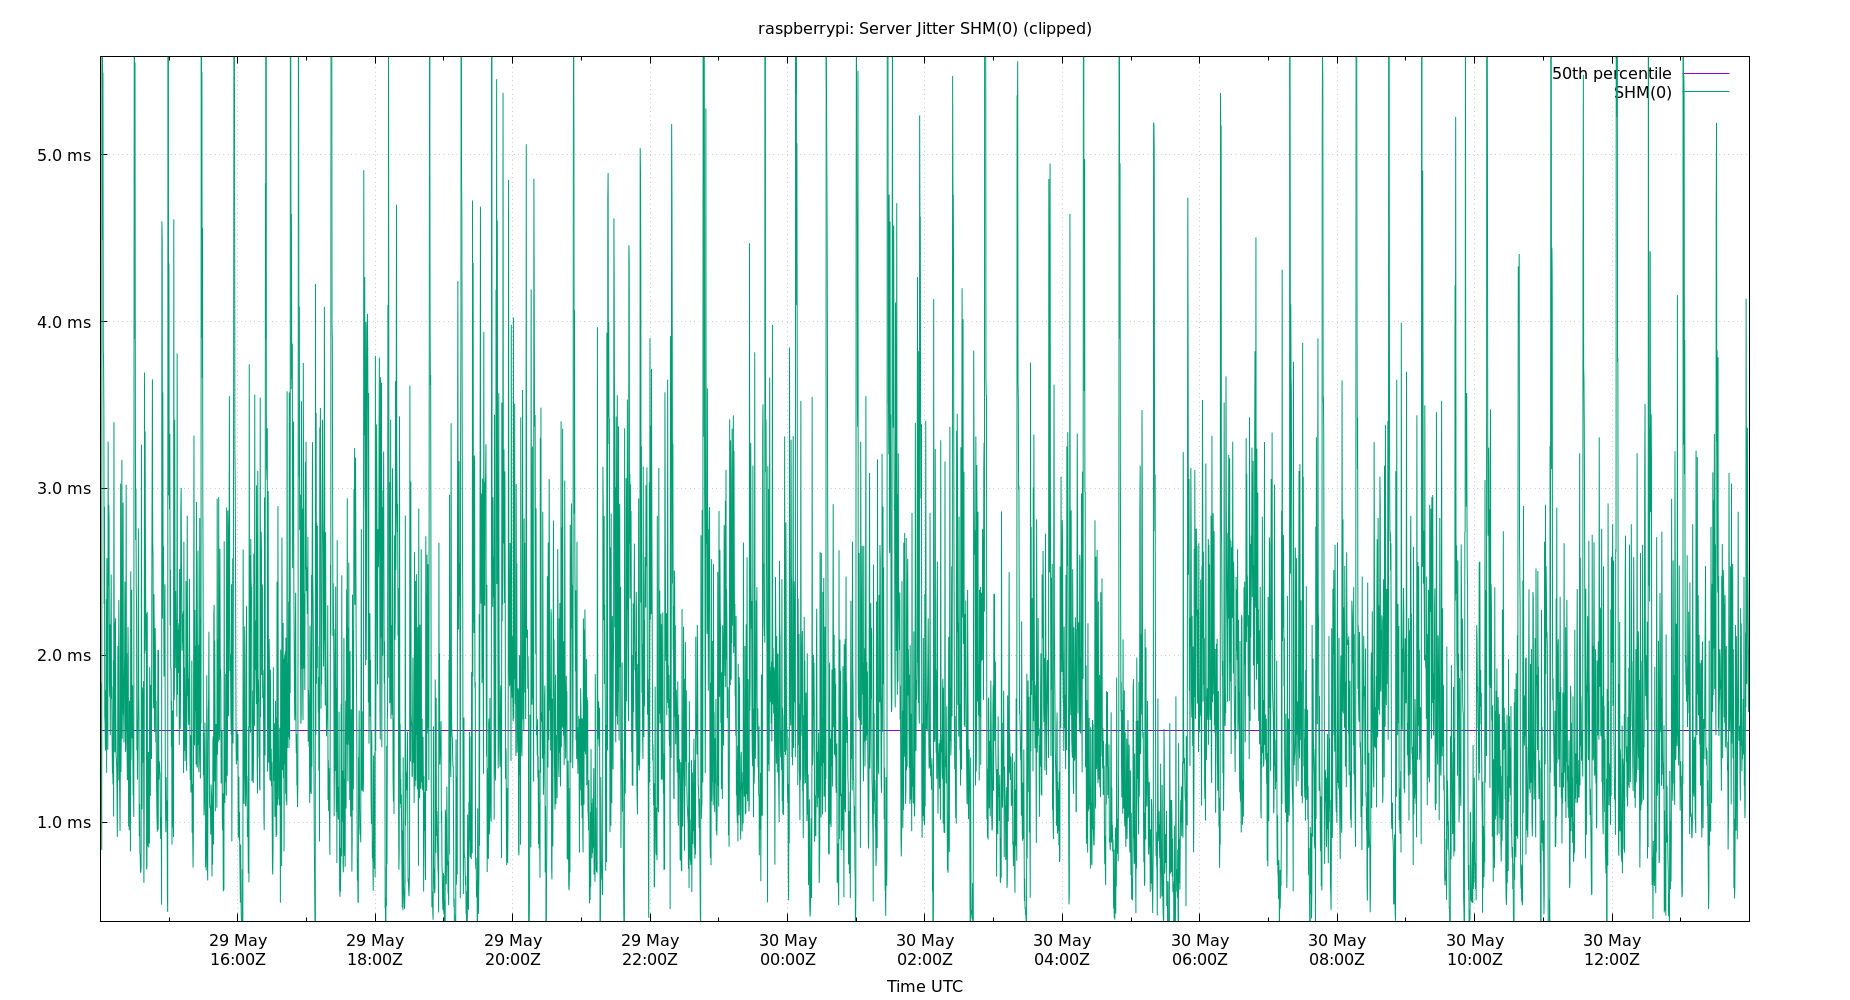 raspberrypi: Server Jitter SHM(0) (clipped)
50th percentile
SHM(0)
5.0 ms
4.0 ms
3.0 ms
2.0 ms
1.0 ms
29 May 29 May 29 May 29 May 30 May 30 May 30 May 30 May 30 May 30 May 30 May
16:00Z 18:00Z 20:00Z 22:00Z 00:00Z 02:00Z 04:00Z 06:00Z 08:00Z 10:00Z 12:00Z
Time UTC